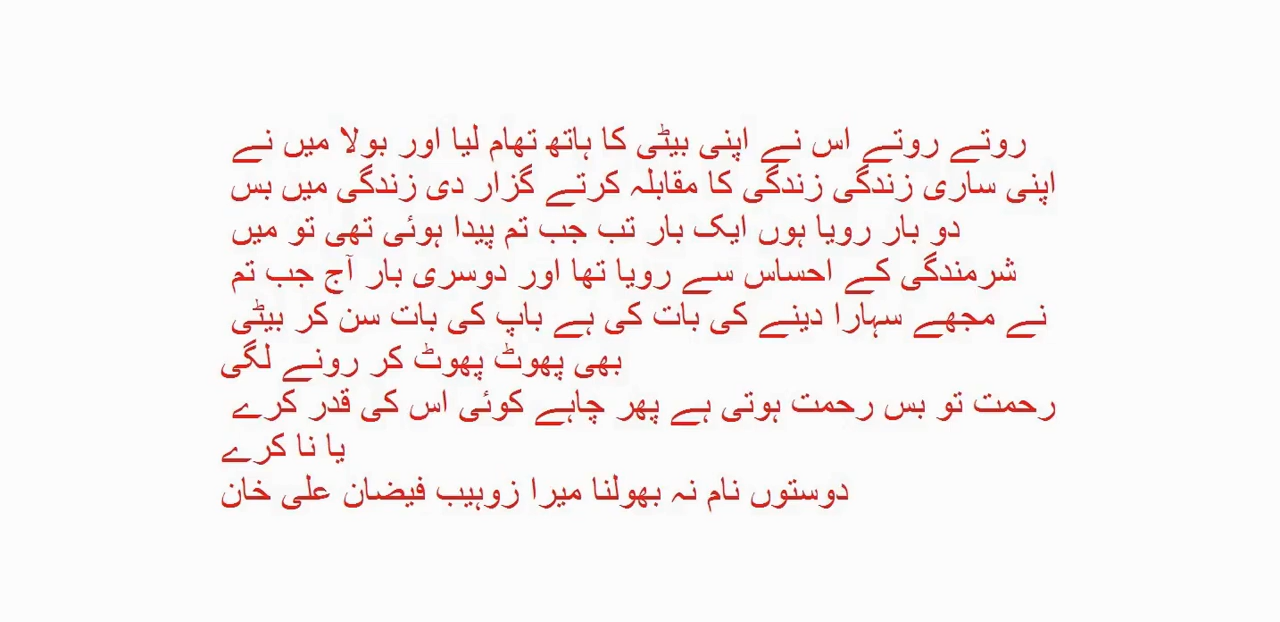 روتے روتے اس نے اپنی بیٹی کا ہاتھ تھام لیا اور بولا میں نے
اپنی ساری زندگی زندگی کا مقابلہ کرتے گزار دی زندگی میں بس
دو بار رویا ہوں ایک بار تب جب تم پیدا ہوئی تھی تو میں
شرمندگی کے احساس سے رویا تھا اور دوسری بار آج جب تم
نے مجھے سہارا دینے کی بات کی ہے باپ کی بات سن کر بیٹی
بھی پھوٹ پھوٹ کر رونے لگی
رحمت تو بس رحمت ہوتی ہے پھر چاہے کوئی اس کی قدر کرے
یا نا کرے
دوستوں نام نہ بھولنا میرا زوہیب فیضان علی خان